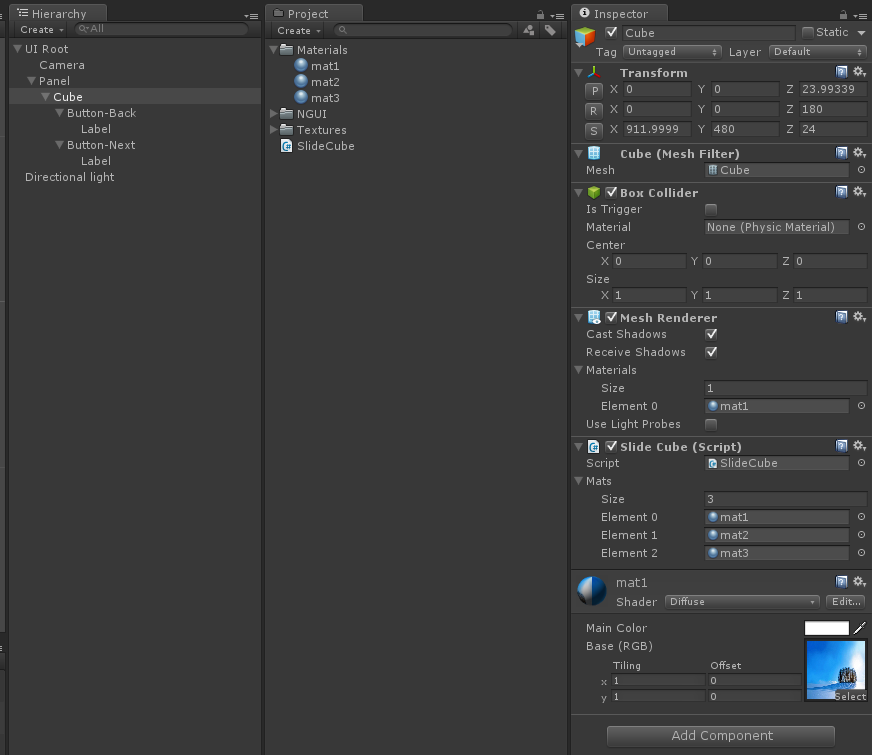 Hierarchy
Create
All
UI Root
Camera
Panel
Cube
Button-Back
Label
Button-Next
Label
Directional light
Project
Create
Materials
mat1
mat2
mat3
NGUI
Textures
SlideCube
Inspector
Cube
Static
Tag Untagged Layer Default
Transform
P X 0 Y 0 Z 23.99339
R X 0 Y 0 Z 180
S X 911.9999 Y 480 Z 24
Cube (Mesh Filter)
Mesh Cube
Box Collider
Is Trigger
Material None (Physic Material)
Center
X 0 Y 0 Z 0
Size
X 1 Y 1 Z 1
Mesh Renderer
Cast Shadows
Receive Shadows
Materials
Size 1
Element 0 mat1
Use Light Probes
Slide Cube (Script)
Script SlideCube
Mats
Size 3
Element 0 mat1
Element 1 mat2
Element 2 mat3
mat1
Shader Diffuse Edit...
Main Color
Base (RGB)
Tiling Offset
x 1 0
y 1 0
Select
Add Component